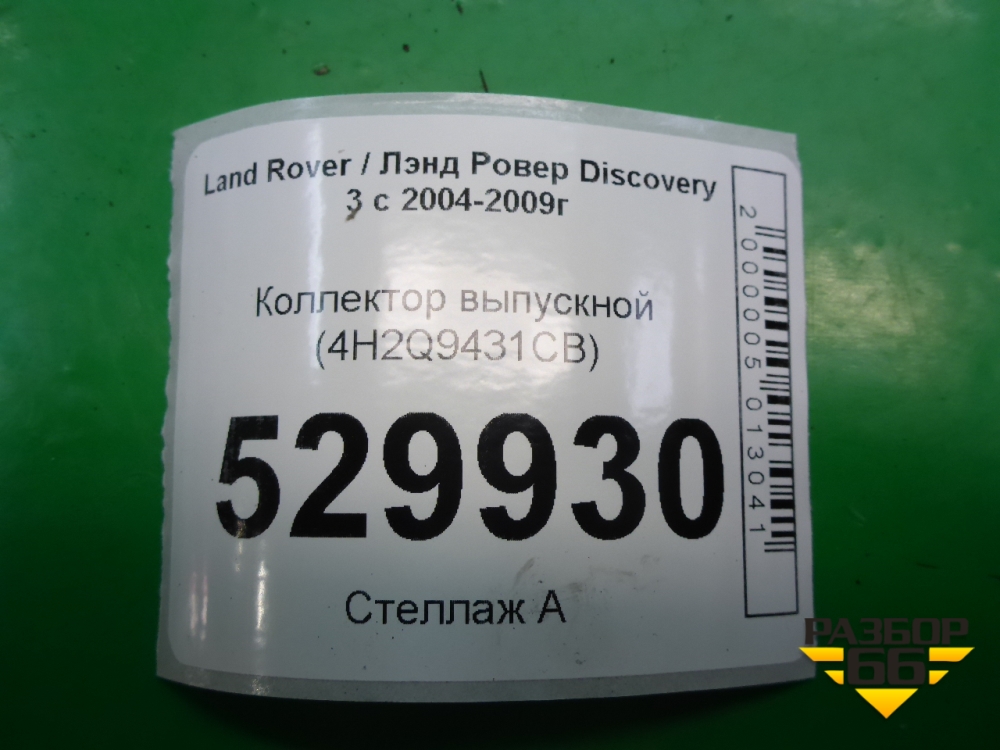 Land Rover / Лэнд Ровер Discovery
3 с 2004-2009г
Коллектор выпускной
(4H2Q9431CB)
529930
Стеллаж А
2000005013041
РАЗБОР
66